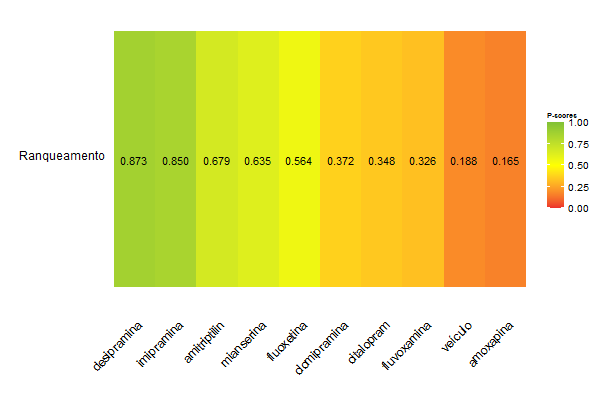 P-scores
1.00
0.75
0.50
0.25
0.00
Ranqueamento
0.873 0.850 0.679 0.635 0.564 0.372 0.348 0.326 0.188 0.165
desipramina
imipramina
amitriptilin
mianserina
fluoxetina
clomipramina
citalopram
fluvoxamina
veículo
amoxapina